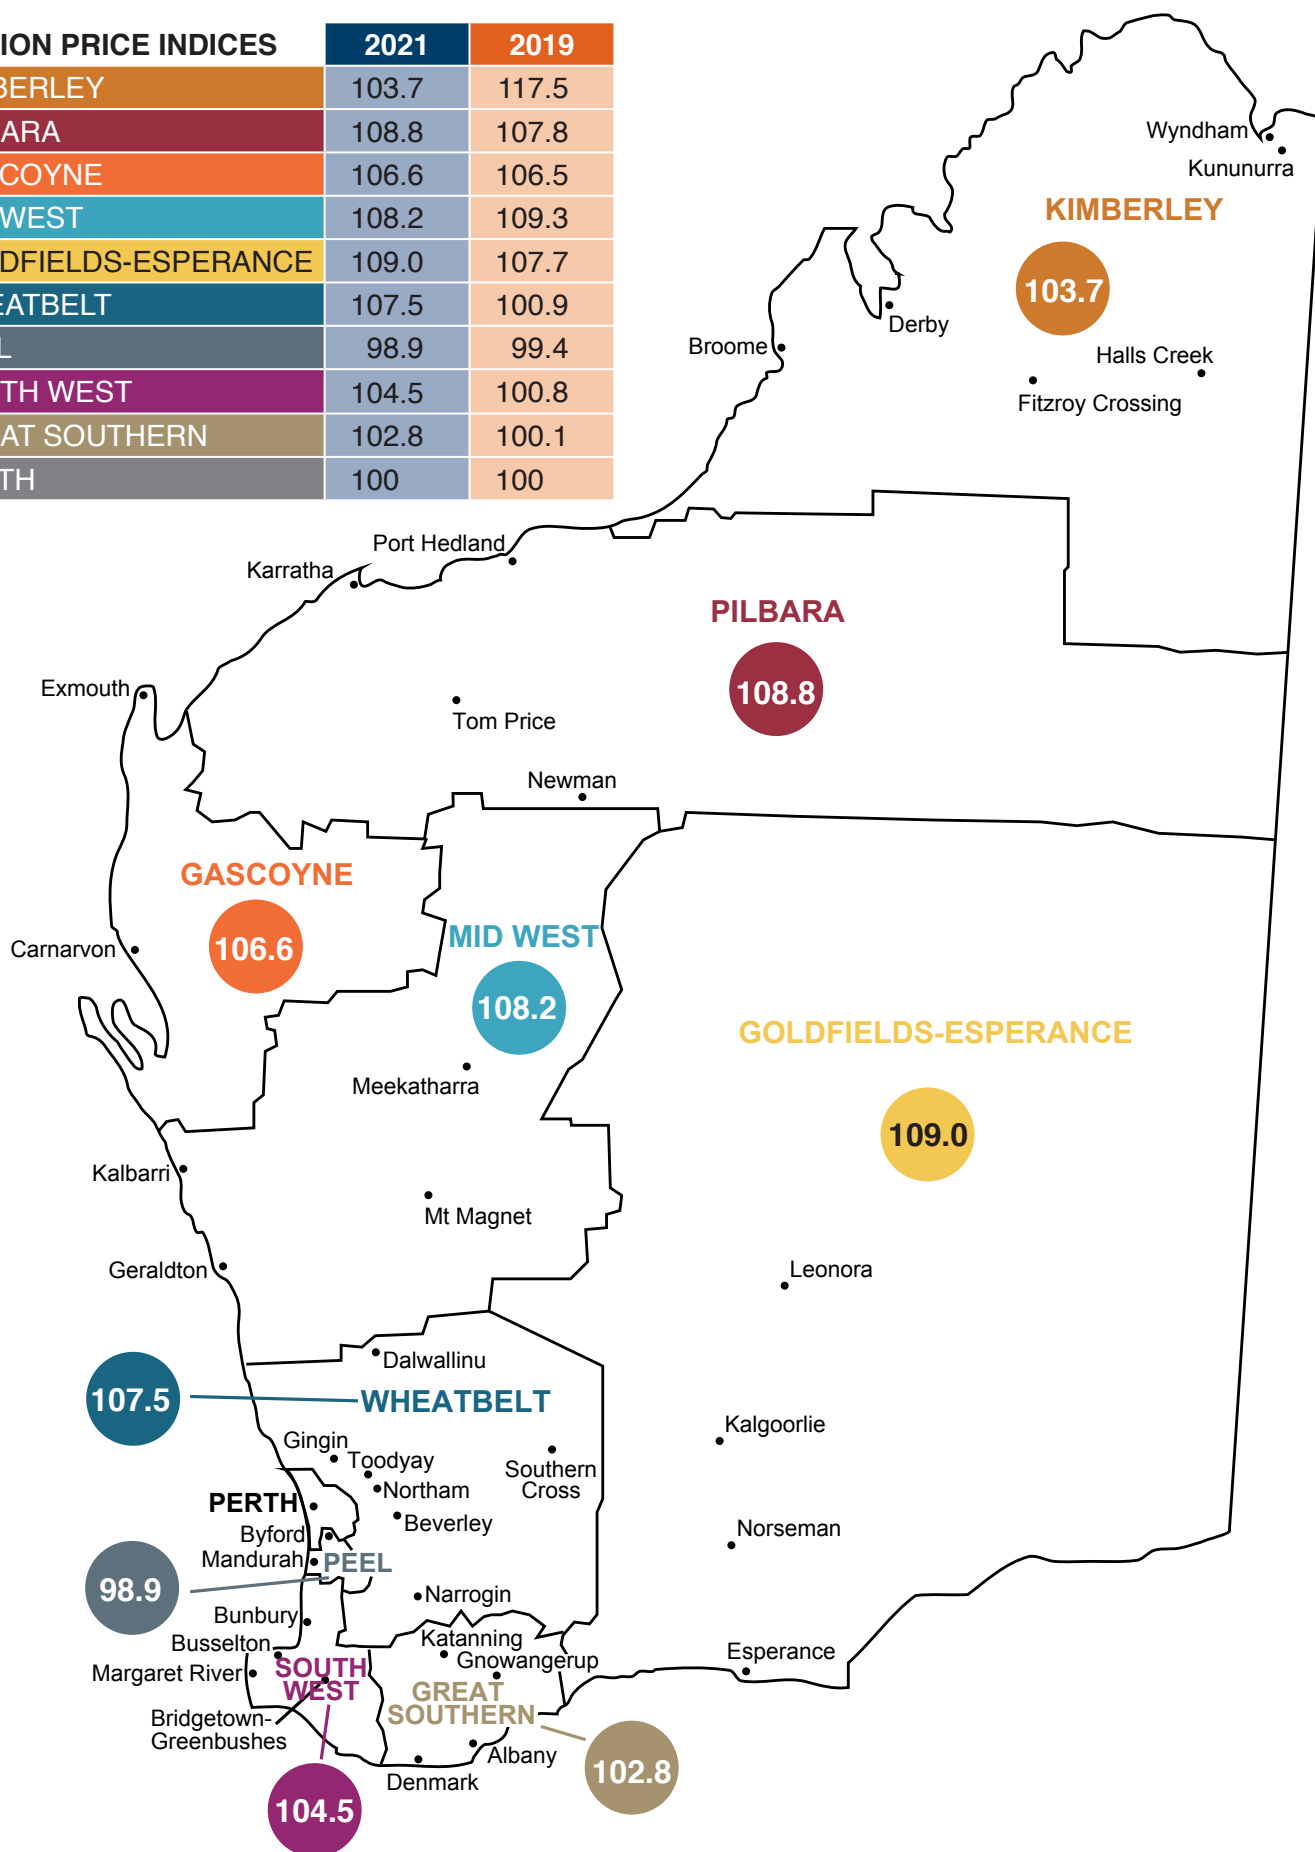 ION PRICE INDICES 2021 2019
BERLEY 103.7 117.5
ARA 108.8 107.8
COYNE 106.6 106.5
WEST 108.2 109.3
DFIELDS-ESPERANCE 109.0 107.7
EATBELT 107.5 100.9
L 98.9 99.4
TH WEST 104.5 100.8
AT SOUTHERN 102.8 100.1
TH 100 100
Wyndham
Kununurra
KIMBERLEY
103.7
Derby
Broome
Halls Creek
Fitzroy Crossing
Port Hedland
Karratha
PILBARA
108.8
Exmouth
Tom Price
Newman
GASCOYNE
106.6
Carnarvon
MID WEST
108.2
Meekatharra
GOLDFIELDS-ESPERANCE
109.0
Kalbarri
Mt Magnet
Geraldton
Leonora
Dalwallinu
107.5
WHEATBELT
Kalgoorlie
Gingin
Toodyay
Southern
Cross
Northam
PERTH
Beverley
Byford
Norseman
Mandurah
PEEL
98.9
Narrogin
Bunbury
Busselton
Katanning
Gnowangerup
Esperance
Margaret River
SOUTH
WEST
GREAT
SOUTHERN
Bridgetown-
Greenbushes
Albany
Denmark
102.8
104.5